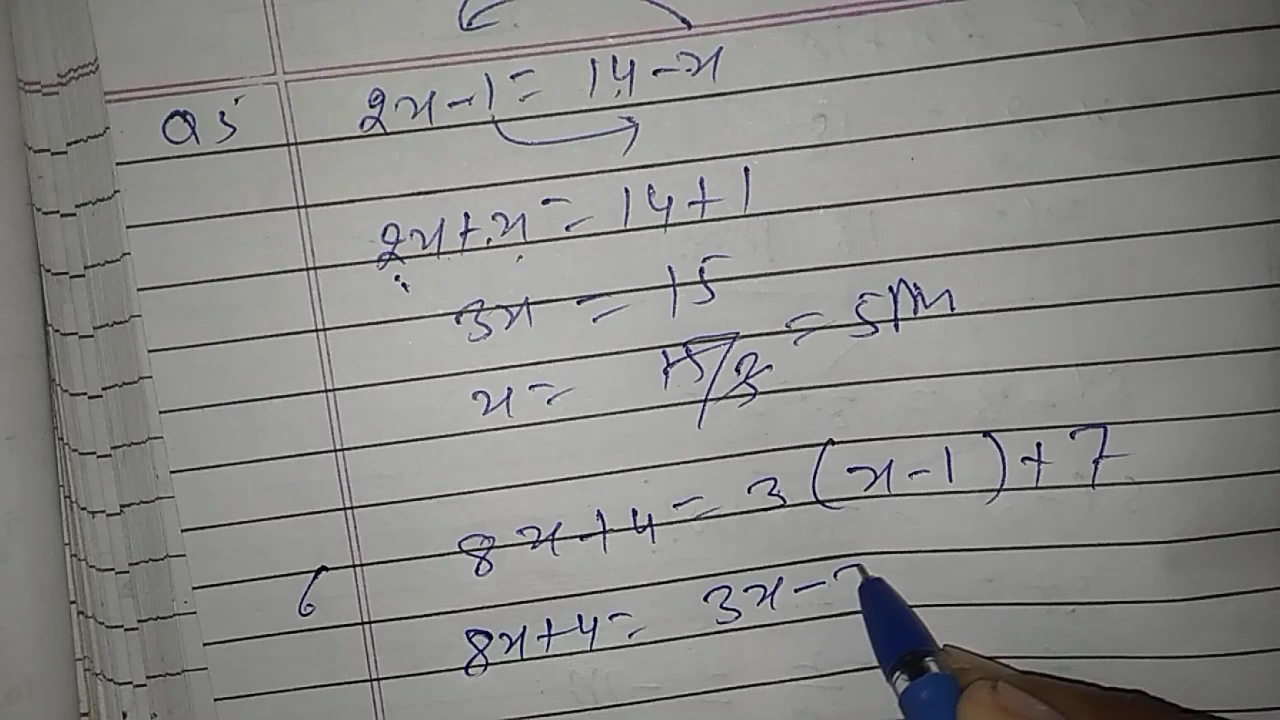 Q5 2x-1= 14-x
2x+x= 14+1
3x = 15
x= 15/3 = 5
6 8x+4= 3(x-1)+7
8x+4= 3x-